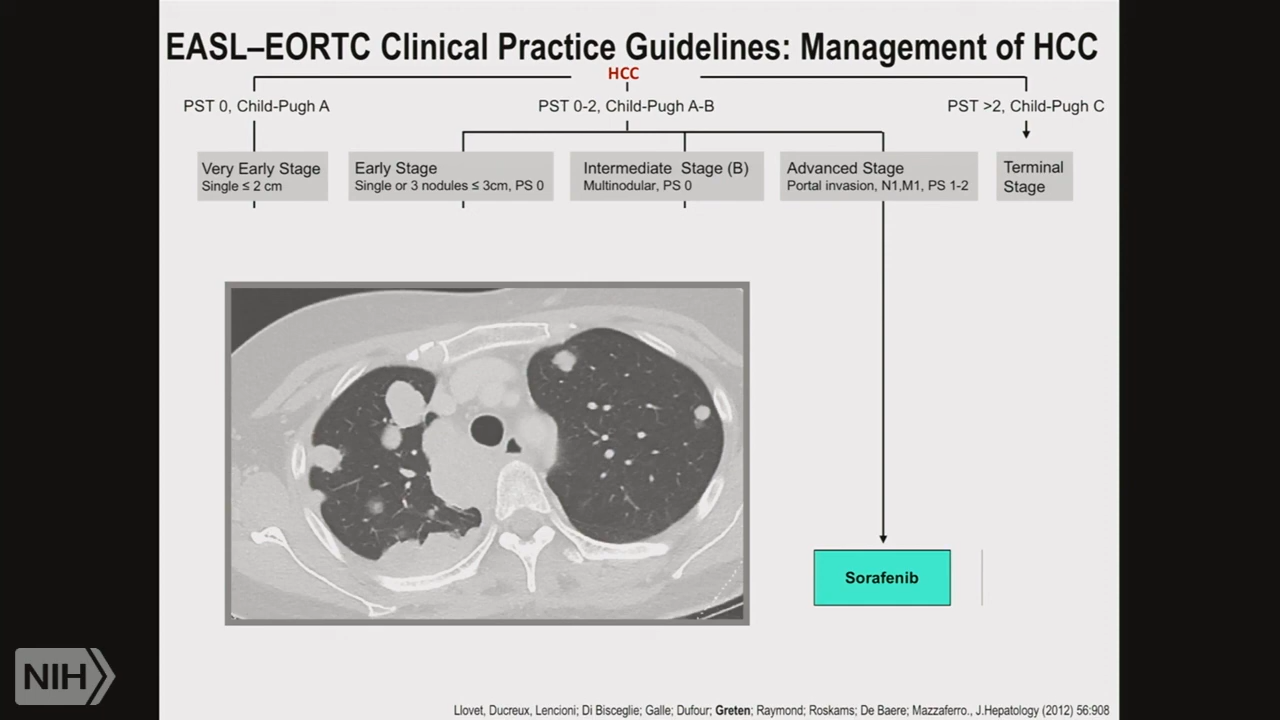 EASL–EORTC Clinical Practice Guidelines: Management of HCC
HCC
PST 0, Child-Pugh A
PST 0-2, Child-Pugh A-B
PST >2, Child-Pugh C
Very Early Stage
Single ≤ 2 cm
Early Stage
Single or 3 nodules ≤ 3cm, PS 0
Intermediate Stage (B)
Multinodular, PS 0
Advanced Stage
Portal invasion, N1,M1, PS 1-2
Terminal
Stage
Sorafenib
NIH
Llovet, Ducreux, Lencioni; Di Bisceglie; Galle; Dufour; Greten; Raymond; Roskams; De Baere; Mazzaferro., J.Hepatology (2012) 56:908